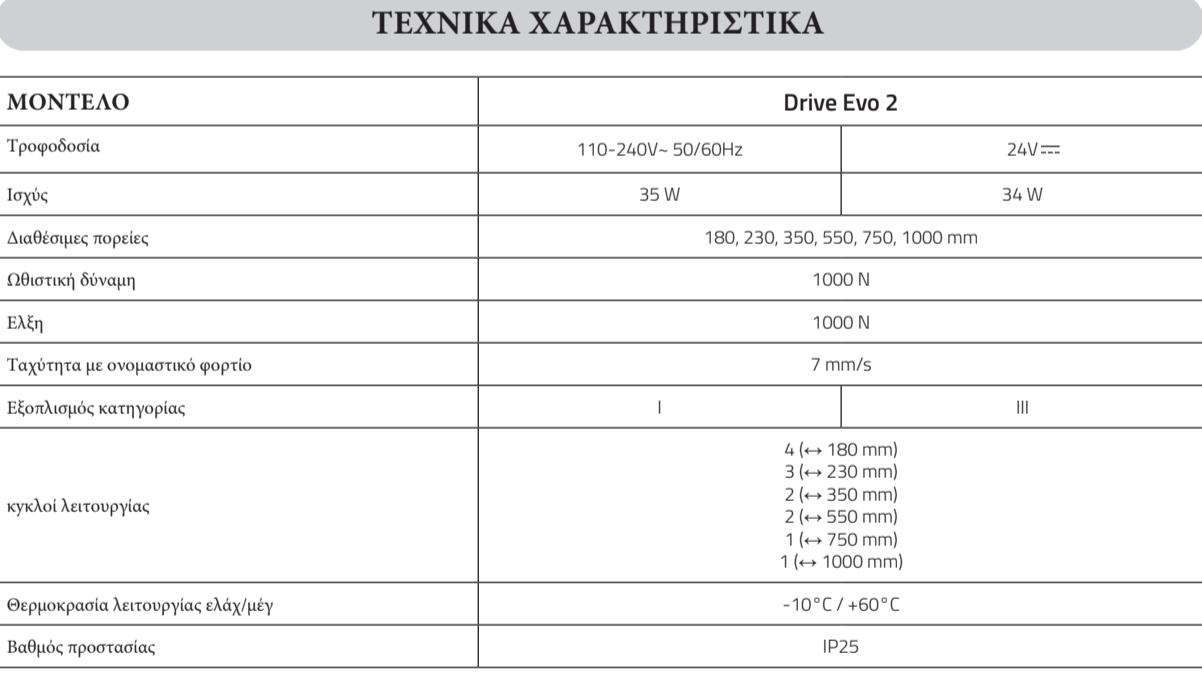 ΤΕΧΝΙΚΑ ΧΑΡΑΚΤΗΡΙΣΤΙΚΑ
ΜΟΝΤΕΛΟ Drive Evo 2
Τροφοδοσία 110-240V~ 50/60Hz 24V⎓
Ισχύς 35 W 34 W
Διαθέσιμες πορείες 180, 230, 350, 550, 750, 1000 mm
Ωθιστική δύναμη 1000 N
Ελξη 1000 N
Ταχύτητα με ονομαστικό φορτίο 7 mm/s
Εξοπλισμός κατηγορίας I III
κυκλοί λειτουργίας
4 (↔ 180 mm)
3 (↔ 230 mm)
2 (↔ 350 mm)
2 (↔ 550 mm)
1 (↔ 750 mm)
1 (↔ 1000 mm)
Θερμοκρασία λειτουργίας ελάχ/μέγ -10°C / +60°C
Βαθμός προστασίας IP25